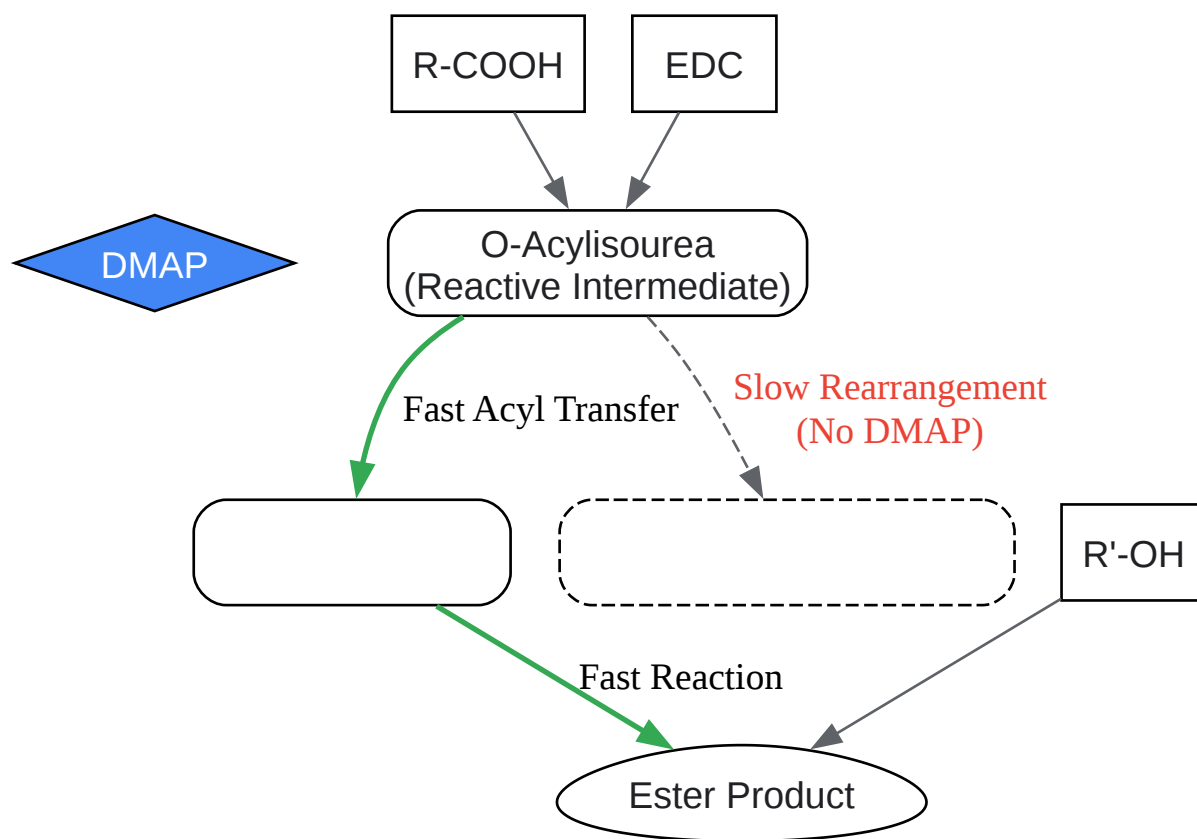 R-COOH
EDC
DMAP
O-Acylisourea
(Reactive Intermediate)
Fast Acyl Transfer
Slow Rearrangement
(No DMAP)
R'-OH
Fast Reaction
Ester Product